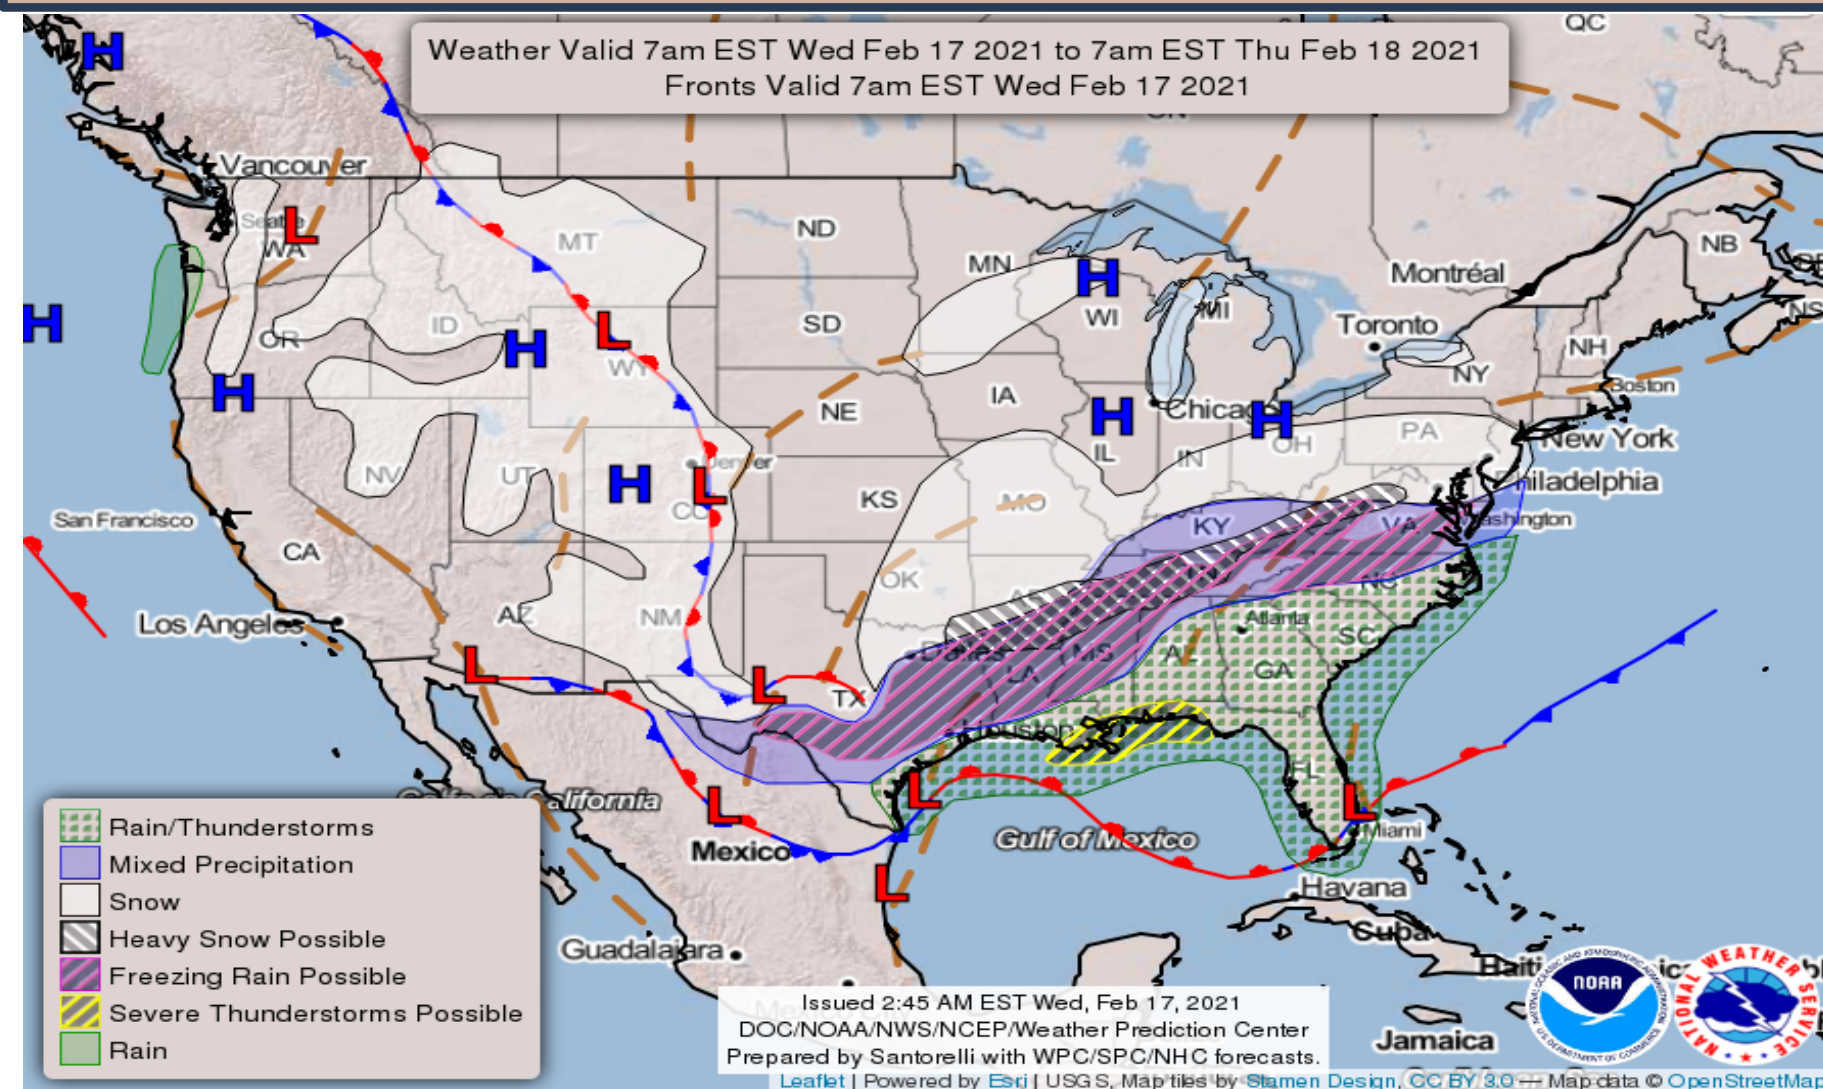 Weather Valid 7am EST Wed Feb 17 2021 to 7am EST Thu Feb 18 2021
Fronts Valid 7am EST Wed Feb 17 2021
QC
H
Vancouver
Seattle
L
WA
MT
ND
MN
H
NB
Montréal
NS
H
OR
ID
H
L
WY
SD
WI
MI
Toronto
NH
H
NY
Boston
NE
IA
Chicago
H
H
PA
New York
OH
IL
IN
Denver
NV
UT
H
L
CO
KS
MO
Philadelphia
San Francisco
KY
VA
Washington
CA
OK
NC
Los Angeles
AZ
NM
Atlanta
SC
Dallas
MS
AL
GA
L
L
TX
LA
Houston
FL
Golfo de California
L
L
L
Miami
Mexico
Gulf of Mexico
L
Havana
Cuba
Guadalajara
Haiti
Jamaica
Rain/Thunderstorms
Mixed Precipitation
Snow
Heavy Snow Possible
Freezing Rain Possible
Severe Thunderstorms Possible
Rain
Issued 2:45 AM EST Wed, Feb 17, 2021
DOC/NOAA/NWS/NCEP/Weather Prediction Center
Prepared by Santorelli with WPC/SPC/NHC forecasts.
NOAA
NATIONAL WEATHER SERVICE
Leaflet | Powered by Esri | USGS, Map tiles by Stamen Design, CC BY 3.0 — Map data © OpenStreetMap